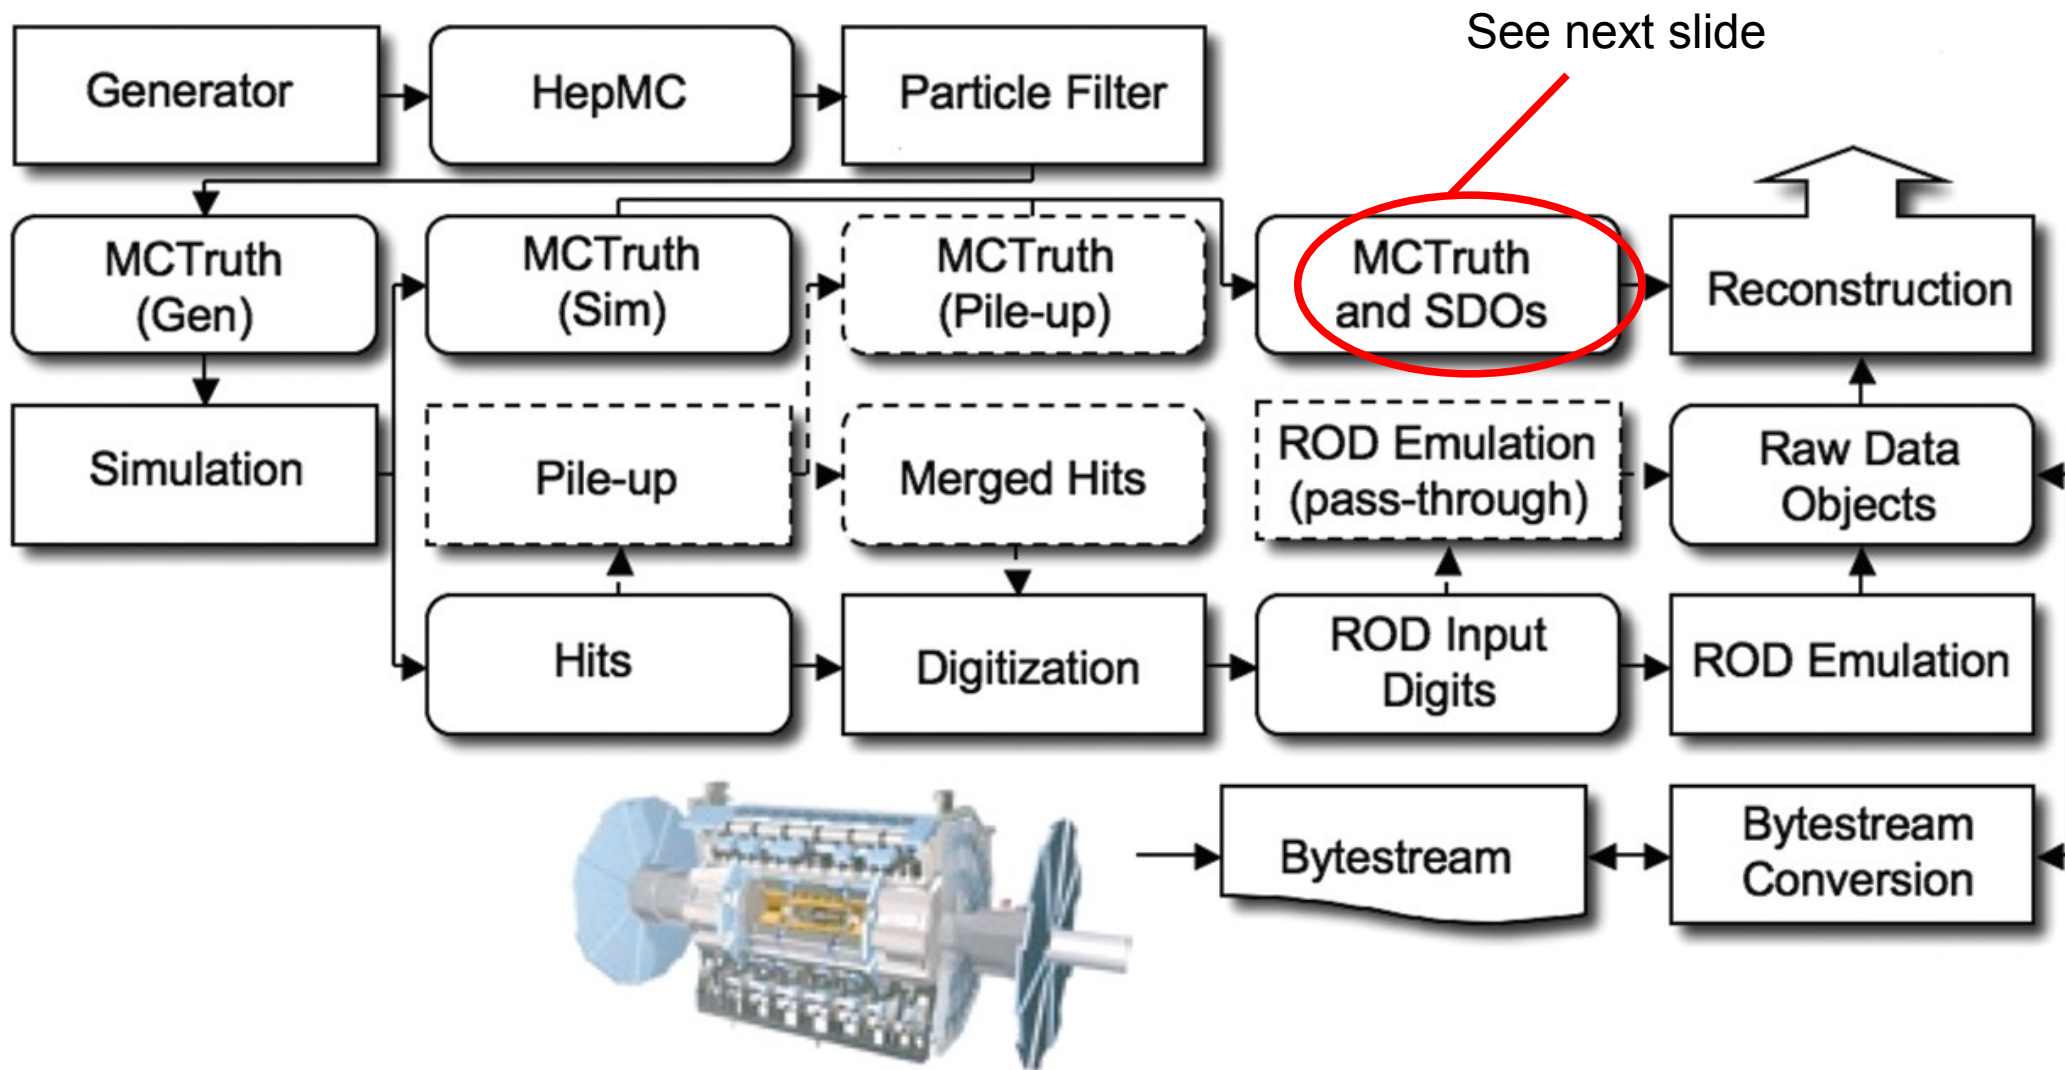 See next slide
Generator
HepMC
Particle Filter
MCTruth
(Gen)
MCTruth
(Sim)
MCTruth
(Pile-up)
MCTruth
and SDOs
Reconstruction
Simulation
Pile-up
Merged Hits
ROD Emulation
(pass-through)
Raw Data
Objects
Hits
Digitization
ROD Input
Digits
ROD Emulation
Bytestream
Bytestream
Conversion